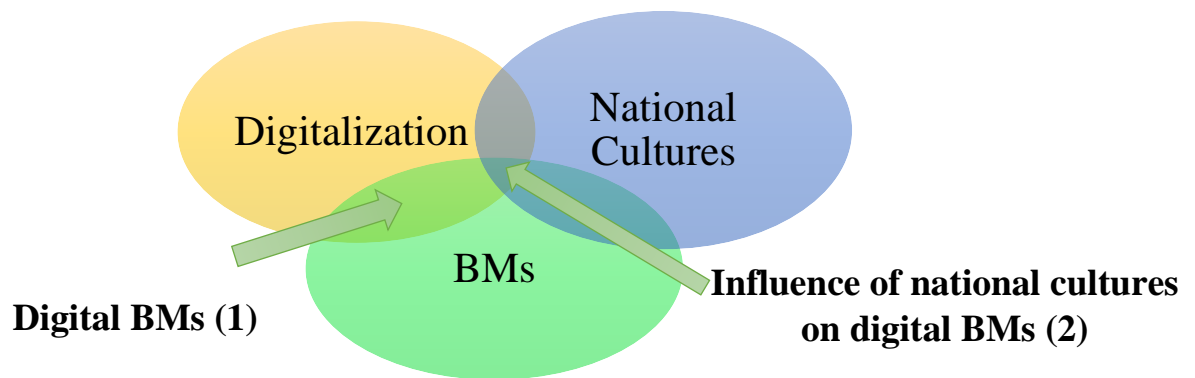 Digitalization
National
Cultures
BMs
Digital BMs (1)
Influence of national cultures
on digital BMs (2)